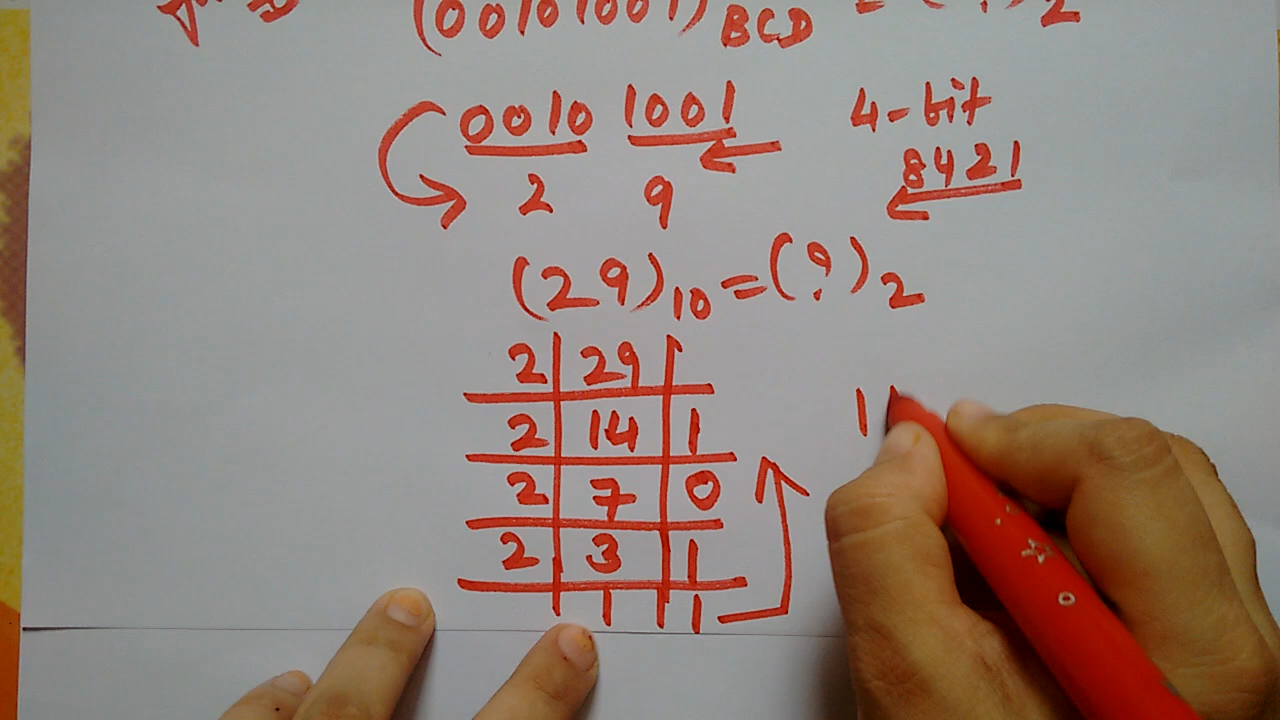 (00101001)BCD = (?)2
0010 1001 4-bit
8421
2 9
(29)10=(?)2
2 29
2 14 1
2 7 0
2 3 1
1 1
1